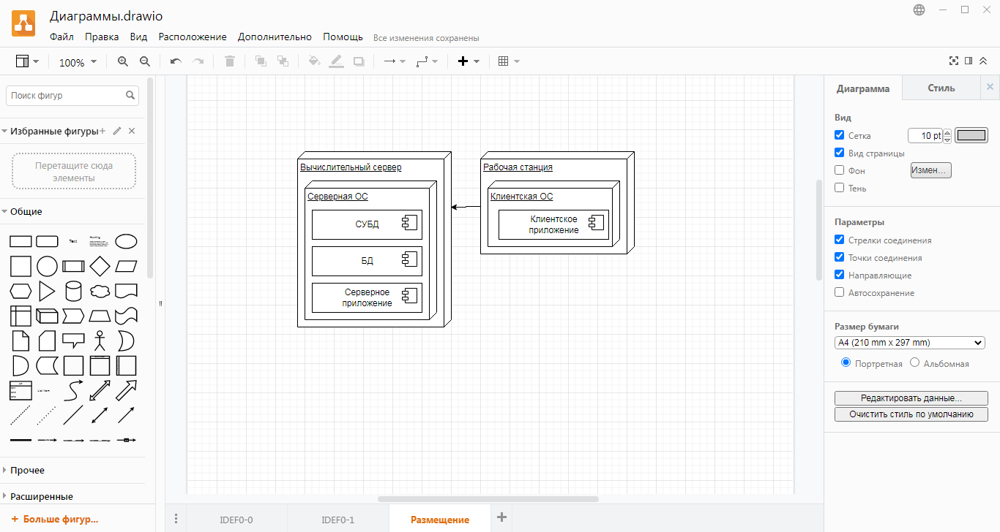 Диаграммы.drawio
Файл Правка Вид Расположение Дополнительно Помощь Все изменения сохранены
100%
Поиск фигур
Избранные фигуры
Перетащите сюда
элементы
Общие
Text
Heading
List Item
Прочее
Расширенные
+ Больше фигур...
Вычислительный сервер
Серверная ОС
СУБД
БД
Серверное
приложение
Рабочая станция
Клиентская ОС
Клиентское
приложение
IDEF0-0
IDEF0-1
Размещение
Диаграмма
Стиль
Вид
Сетка
10 pt
Вид страницы
Фон
Измен...
Тень
Параметры
Стрелки соединения
Точки соединения
Направляющие
Автосохранение
Размер бумаги
A4 (210 mm x 297 mm)
Портретная
Альбомная
Редактировать данные...
Очистить стиль по умолчанию